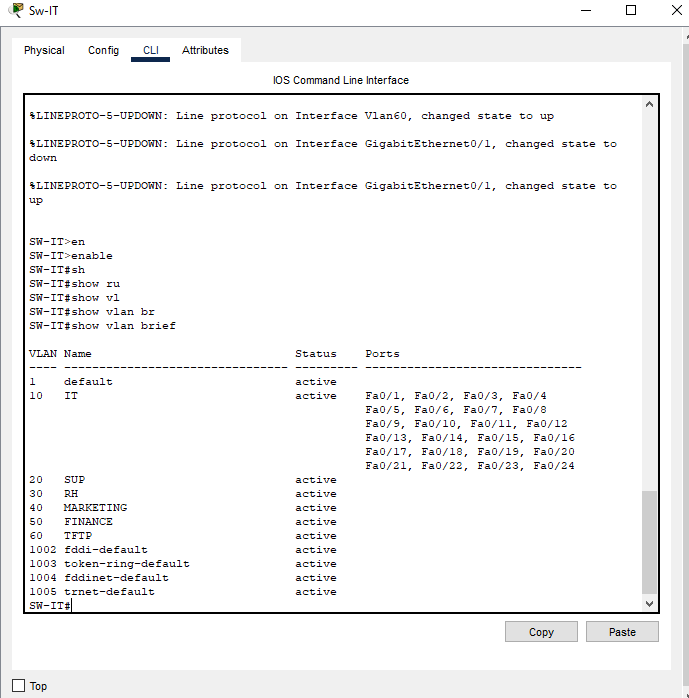 Sw-IT
Physical Config CLI Attributes
IOS Command Line Interface
%LINEPROTO-5-UPDOWN: Line protocol on Interface Vlan60, changed state to up
%LINEPROTO-5-UPDOWN: Line protocol on Interface GigabitEthernet0/1, changed state to
down
%LINEPROTO-5-UPDOWN: Line protocol on Interface GigabitEthernet0/1, changed state to
up
SW-IT>en
SW-IT>enable
SW-IT#sh
SW-IT#show ru
SW-IT#show vl
SW-IT#show vlan br
SW-IT#show vlan brief
VLAN Name                             Status    Ports
---- -------------------------------- --------- -------------------------------
1    default                          active
10   IT                               active    Fa0/1, Fa0/2, Fa0/3, Fa0/4
                                                Fa0/5, Fa0/6, Fa0/7, Fa0/8
                                                Fa0/9, Fa0/10, Fa0/11, Fa0/12
                                                Fa0/13, Fa0/14, Fa0/15, Fa0/16
                                                Fa0/17, Fa0/18, Fa0/19, Fa0/20
                                                Fa0/21, Fa0/22, Fa0/23, Fa0/24
20   SUP                              active
30   RH                               active
40   MARKETING                        active
50   FINANCE                          active
60   TFTP                             active
1002 fddi-default                     active
1003 token-ring-default               active
1004 fddinet-default                  active
1005 trnet-default                    active
SW-IT#
Copy Paste
Top